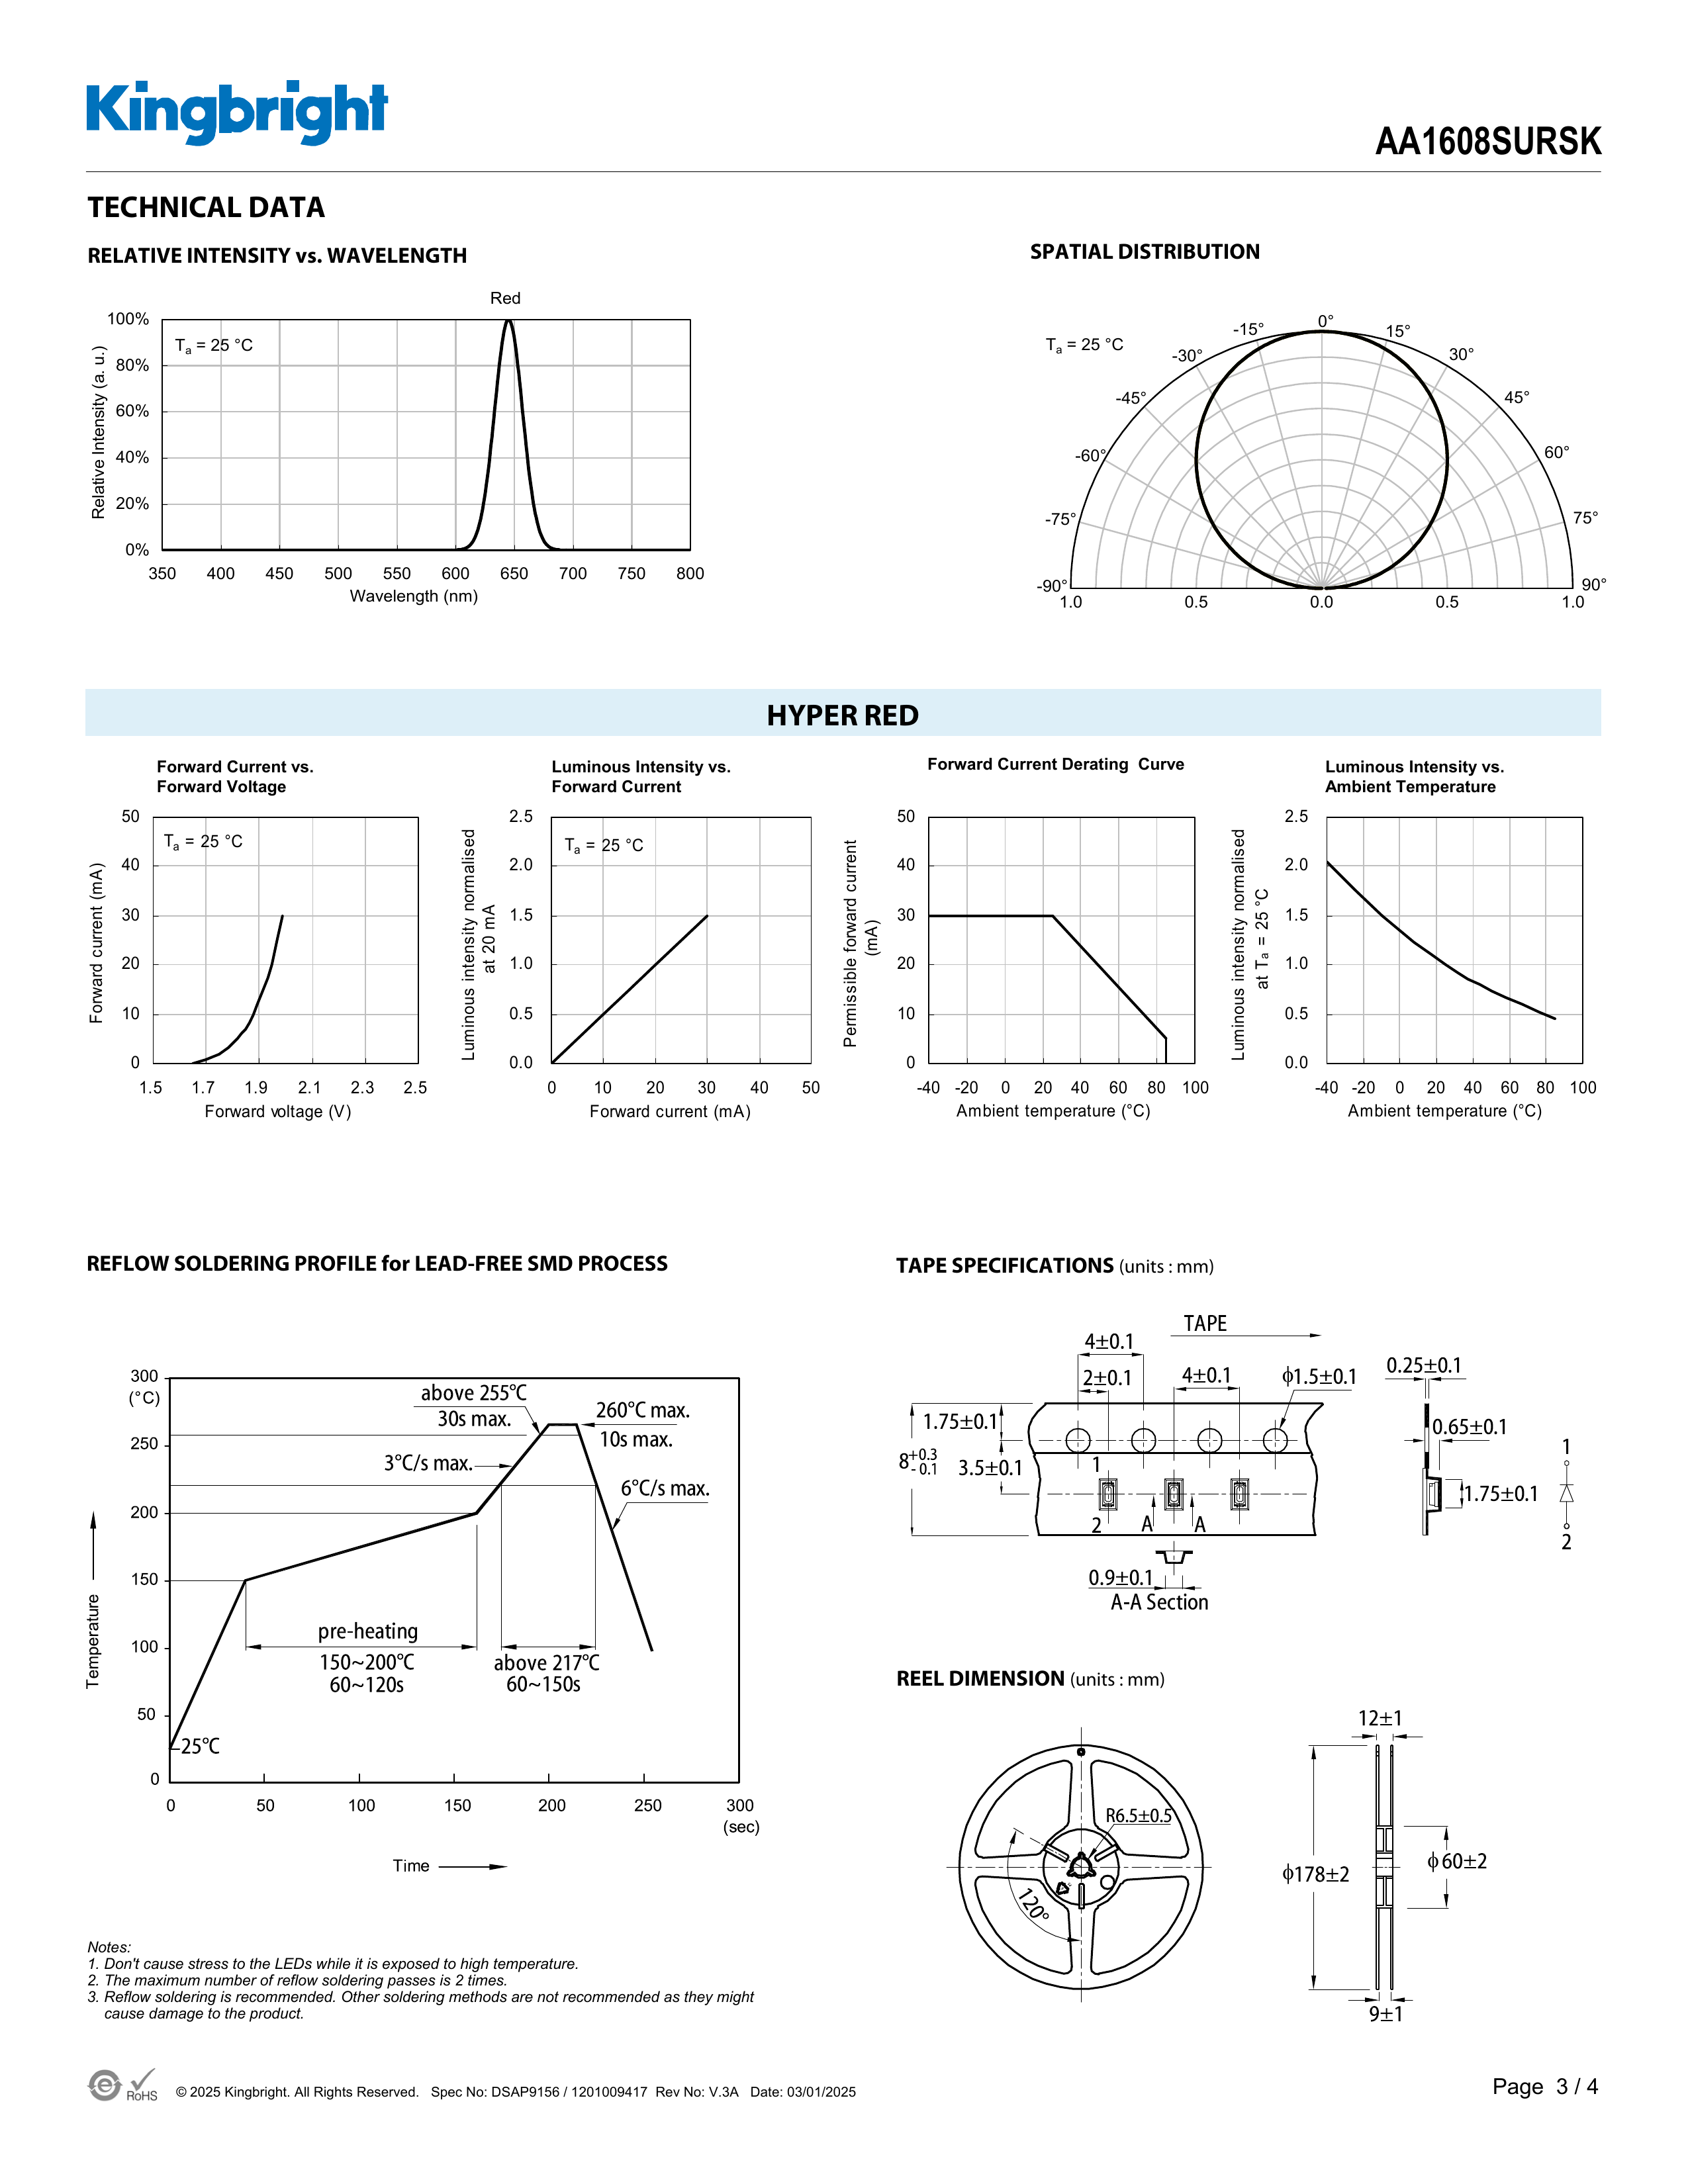 Kingbright
AA1608SURSK
TECHNICAL DATA
RELATIVE INTENSITY vs. WAVELENGTH
Red
100%
80%
60%
40%
20%
0%
Ta = 25 °C
Relative Intensity (a. u.)
350 400 450 500 550 600 650 700 750 800
Wavelength (nm)
SPATIAL DISTRIBUTION
Ta = 25 °C
-90° -75° -60° -45° -30° -15° 0° 15° 30° 45° 60° 75° 90°
1.0 0.5 0.0 0.5 1.0
HYPER RED
Forward Current vs.
Forward Voltage
50
40
30
20
10
0
Ta = 25 °C
Forward current (mA)
1.5 1.7 1.9 2.1 2.3 2.5
Forward voltage (V)
Luminous Intensity vs.
Forward Current
2.5
2.0
1.5
1.0
0.5
0.0
Ta = 25 °C
Luminous intensity normalised
at 20 mA
0 10 20 30 40 50
Forward current (mA)
Forward Current Derating Curve
50
40
30
20
10
0
Permissible forward current
(mA)
-40 -20 0 20 40 60 80 100
Ambient temperature (°C)
Luminous Intensity vs.
Ambient Temperature
2.5
2.0
1.5
1.0
0.5
0.0
Luminous intensity normalised
at Ta = 25 °C
-40 -20 0 20 40 60 80 100
Ambient temperature (°C)
REFLOW SOLDERING PROFILE for LEAD-FREE SMD PROCESS
300
(°C)
250
200
150
100
50
0
Temperature
above 255°C
30s max.
260°C max.
10s max.
3°C/s max.
6°C/s max.
pre-heating
150~200°C
60~120s
above 217°C
60~150s
25°C
0 50 100 150 200 250 300
(sec)
Time
TAPE SPECIFICATIONS (units : mm)
TAPE
4±0.1
2±0.1
4±0.1
ϕ1.5±0.1
1.75±0.1
8+0.3 -0.1
3.5±0.1
1
2
A A
0.9±0.1
A-A Section
0.25±0.1
0.65±0.1
1.75±0.1
1
2
REEL DIMENSION (units : mm)
R6.5±0.5
120°
12±1
ϕ178±2
ϕ60±2
9±1
Notes:
1. Don't cause stress to the LEDs while it is exposed to high temperature.
2. The maximum number of reflow soldering passes is 2 times.
3. Reflow soldering is recommended. Other soldering methods are not recommended as they might
cause damage to the product.
RoHS
© 2025 Kingbright. All Rights Reserved. Spec No: DSAP9156 / 1201009417 Rev No: V.3A Date: 03/01/2025
Page 3 / 4